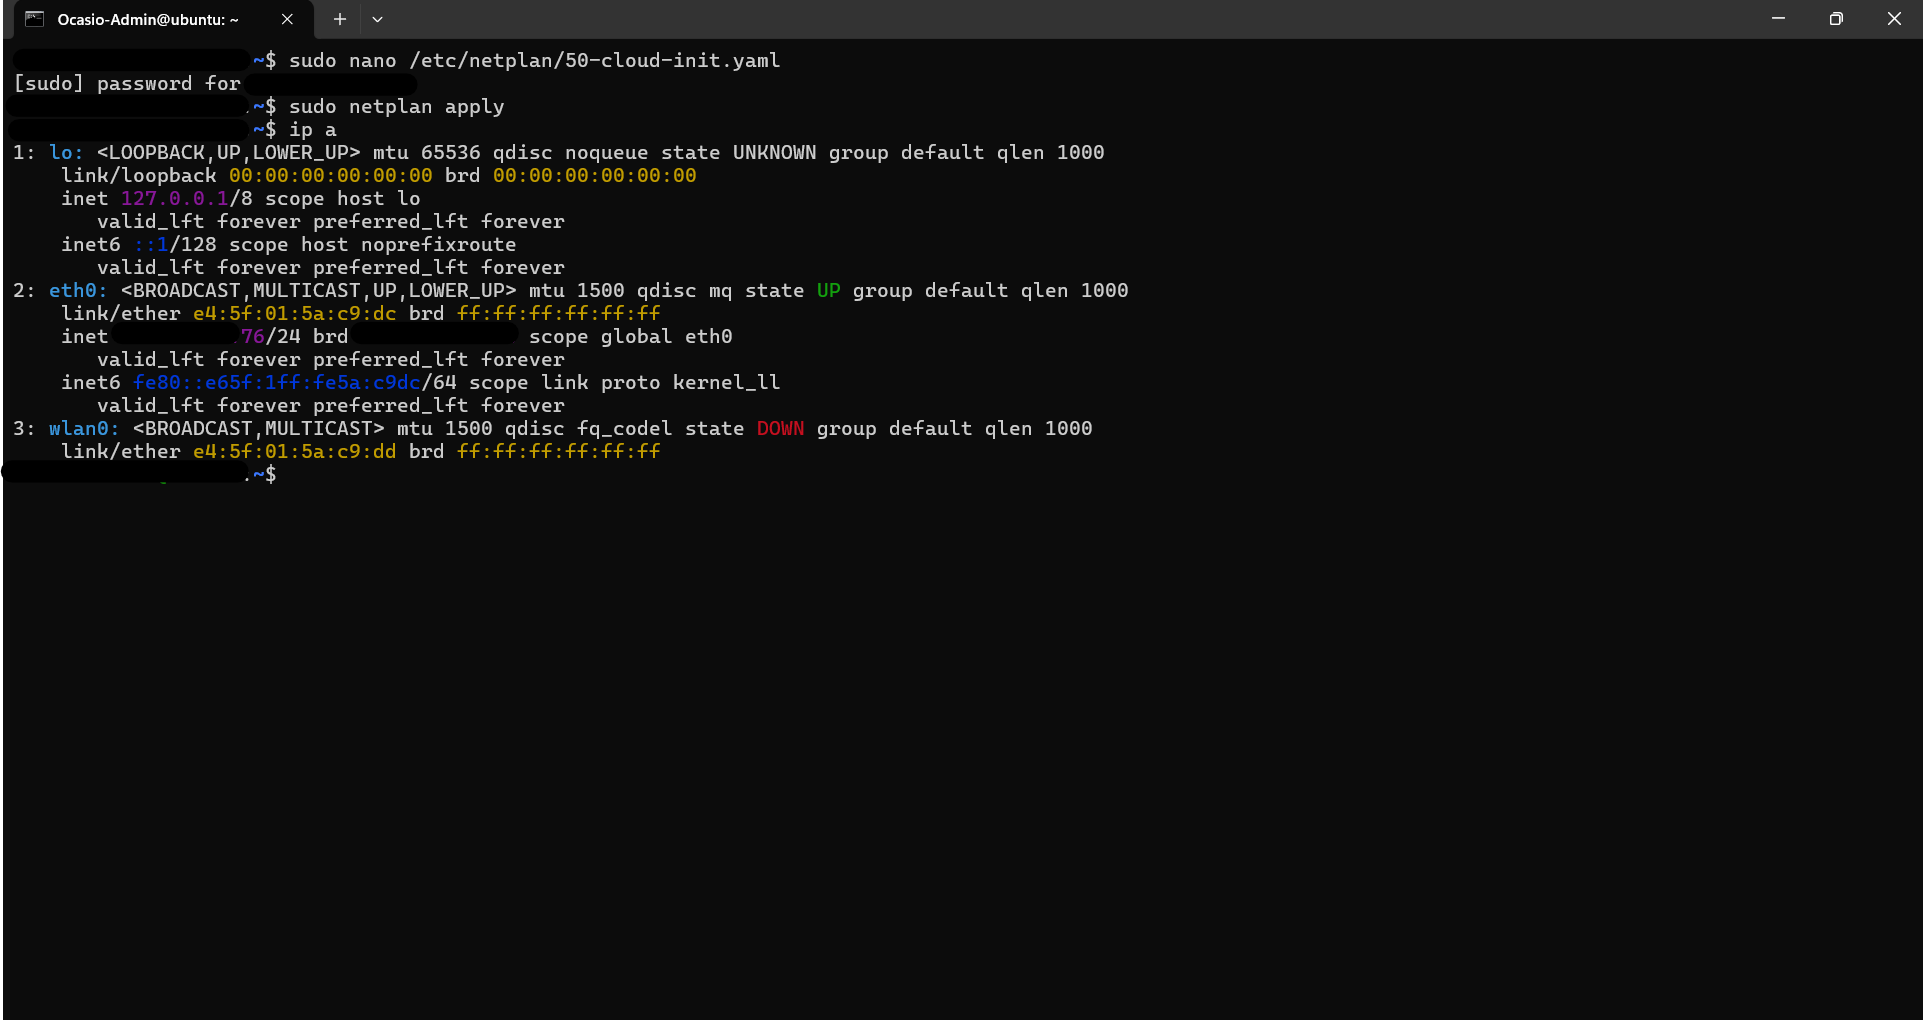 Ocasio-Admin@ubuntu: ~
~$ sudo nano /etc/netplan/50-cloud-init.yaml
[sudo] password for
~$ sudo netplan apply
~$ ip a
1: lo: <LOOPBACK,UP,LOWER_UP> mtu 65536 qdisc noqueue state UNKNOWN group default qlen 1000
link/loopback 00:00:00:00:00:00 brd 00:00:00:00:00:00
inet 127.0.0.1/8 scope host lo
valid_lft forever preferred_lft forever
inet6 ::1/128 scope host noprefixroute
valid_lft forever preferred_lft forever
2: eth0: <BROADCAST,MULTICAST,UP,LOWER_UP> mtu 1500 qdisc mq state UP group default qlen 1000
link/ether e4:5f:01:5a:c9:dc brd ff:ff:ff:ff:ff:ff
inet 76/24 brd scope global eth0
valid_lft forever preferred_lft forever
inet6 fe80::e65f:1ff:fe5a:c9dc/64 scope link proto kernel_ll
valid_lft forever preferred_lft forever
3: wlan0: <BROADCAST,MULTICAST> mtu 1500 qdisc fq_codel state DOWN group default qlen 1000
link/ether e4:5f:01:5a:c9:dd brd ff:ff:ff:ff:ff:ff
~$